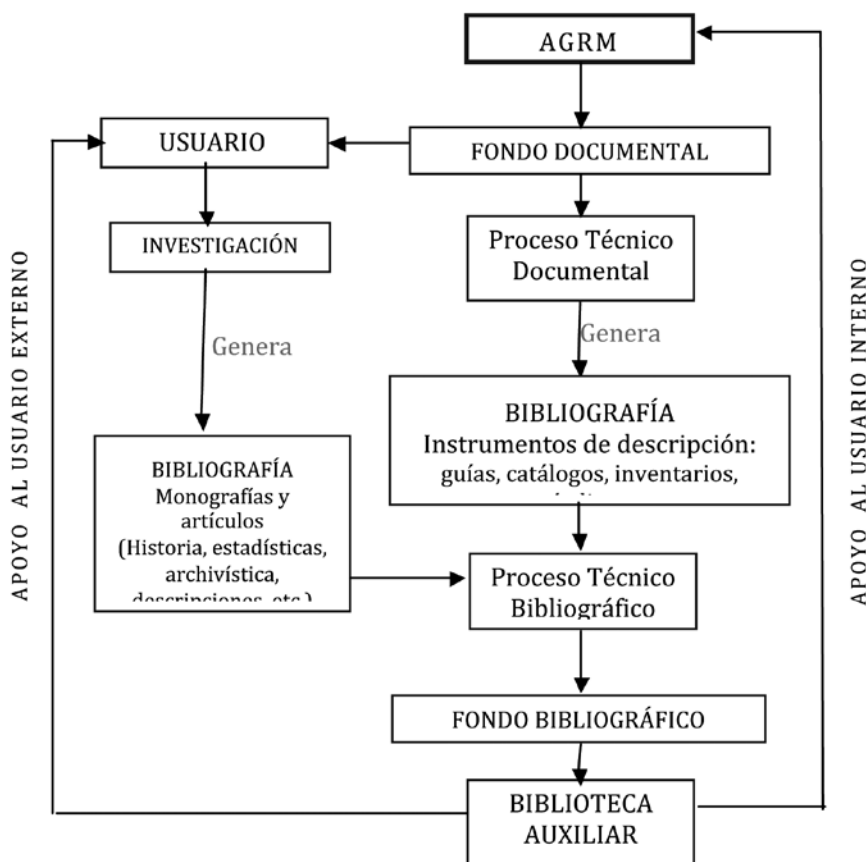 AGRM
USUARIO
FONDO DOCUMENTAL
INVESTIGACIÓN
Proceso Técnico
Documental
Genera
Genera
BIBLIOGRAFÍA
Instrumentos de descripción:
guías, catálogos, inventarios,
BIBLIOGRAFÍA
Monografías y
artículos
(Historia, estadísticas,
archivística,
descripciones, etc.)
Proceso Técnico
Bibliográfico
FONDO BIBLIOGRÁFICO
BIBLIOTECA
AUXILIAR
APOYO AL USUARIO EXTERNO
APOYO AL USUARIO INTERNO